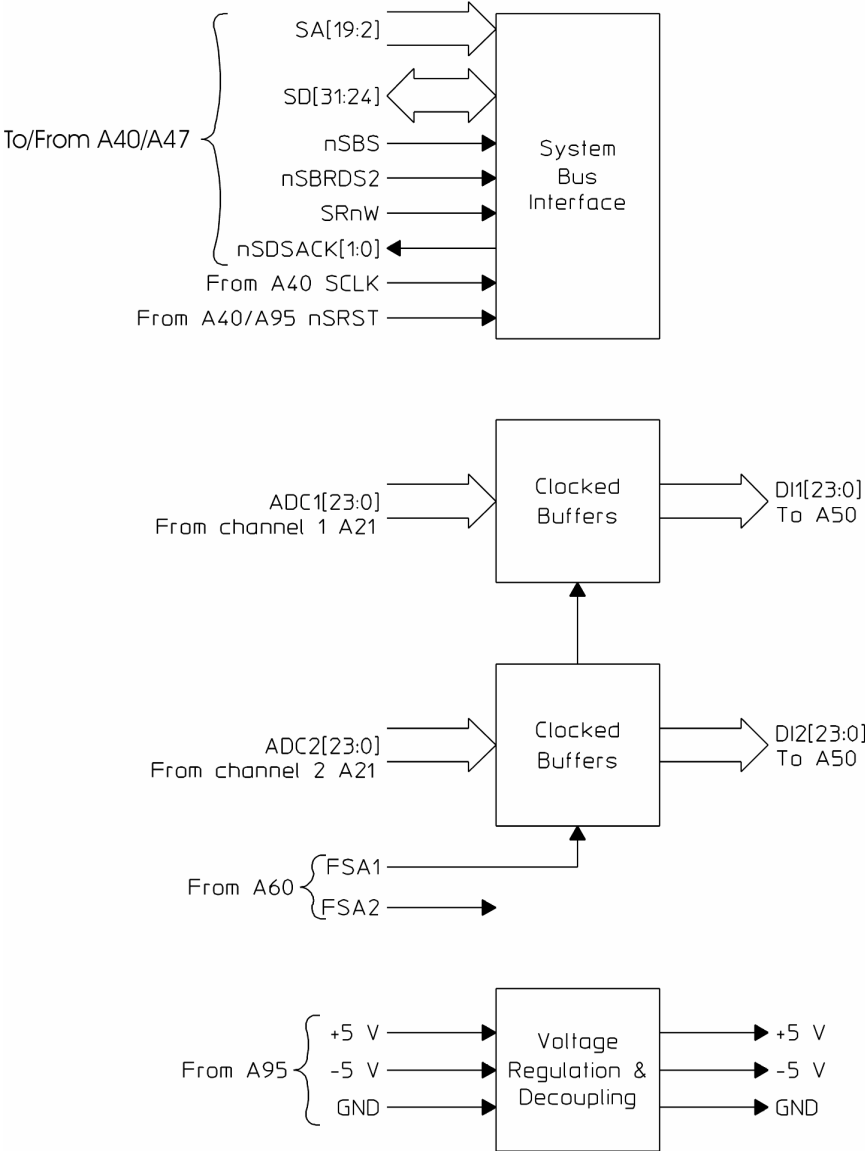 SA[19:2]
SD[31:24]
To/From A40/A47
nSBS
nSBRDS2
SRnW
nSDSACK[1:0]
From A40 SCLK
From A40/A95 nSRST
System
Bus
Interface
ADC1[23:0]
From channel 1 A21
Clocked
Buffers
DI1[23:0]
To A50
ADC2[23:0]
From channel 2 A21
Clocked
Buffers
DI2[23:0]
To A50
From A60
FSA1
FSA2
From A95
+5 V
-5 V
GND
Voltage
Regulation &
Decoupling
+5 V
-5 V
GND